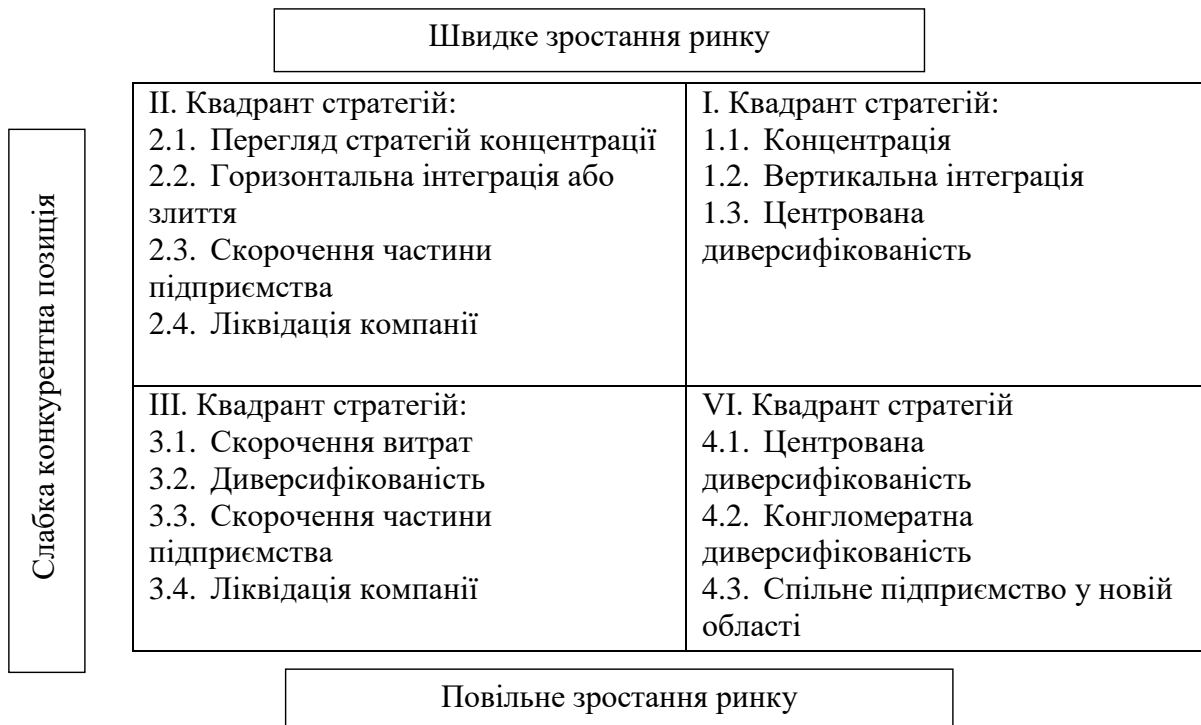 Швидке зростання ринку
Слабка конкурентна позиція
II. Квадрант стратегій:
2.1. Перегляд стратегій концентрації
2.2. Горизонтальна інтеграція або
злиття
2.3. Скорочення частини
підприємства
2.4. Ліквідація компанії
I. Квадрант стратегій:
1.1. Концентрація
1.2. Вертикальна інтеграція
1.3. Центрована
диверсифікованість
III. Квадрант стратегій:
3.1. Скорочення витрат
3.2. Диверсифікованість
3.3. Скорочення частини
підприємства
3.4. Ліквідація компанії
VI. Квадрант стратегій
4.1. Центрована
диверсифікованість
4.2. Конгломератна
диверсифікованість
4.3. Спільне підприємство у новій
області
Повільне зростання ринку